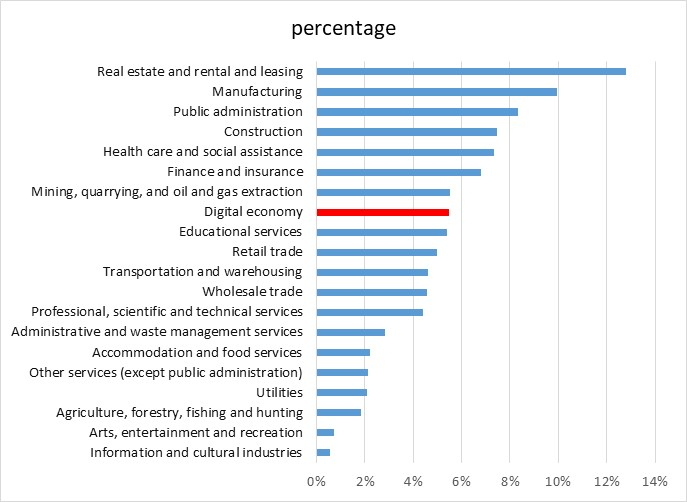 percentage
Real estate and rental and leasing
Manufacturing
Public administration
Construction
Health care and social assistance
Finance and insurance
Mining, quarrying, and oil and gas extraction
Digital economy
Educational services
Retail trade
Transportation and warehousing
Wholesale trade
Professional, scientific and technical services
Administrative and waste management services
Accommodation and food services
Other services (except public administration)
Utilities
Agriculture, forestry, fishing and hunting
Arts, entertainment and recreation
Information and cultural industries
0% 2% 4% 6% 8% 10% 12% 14%